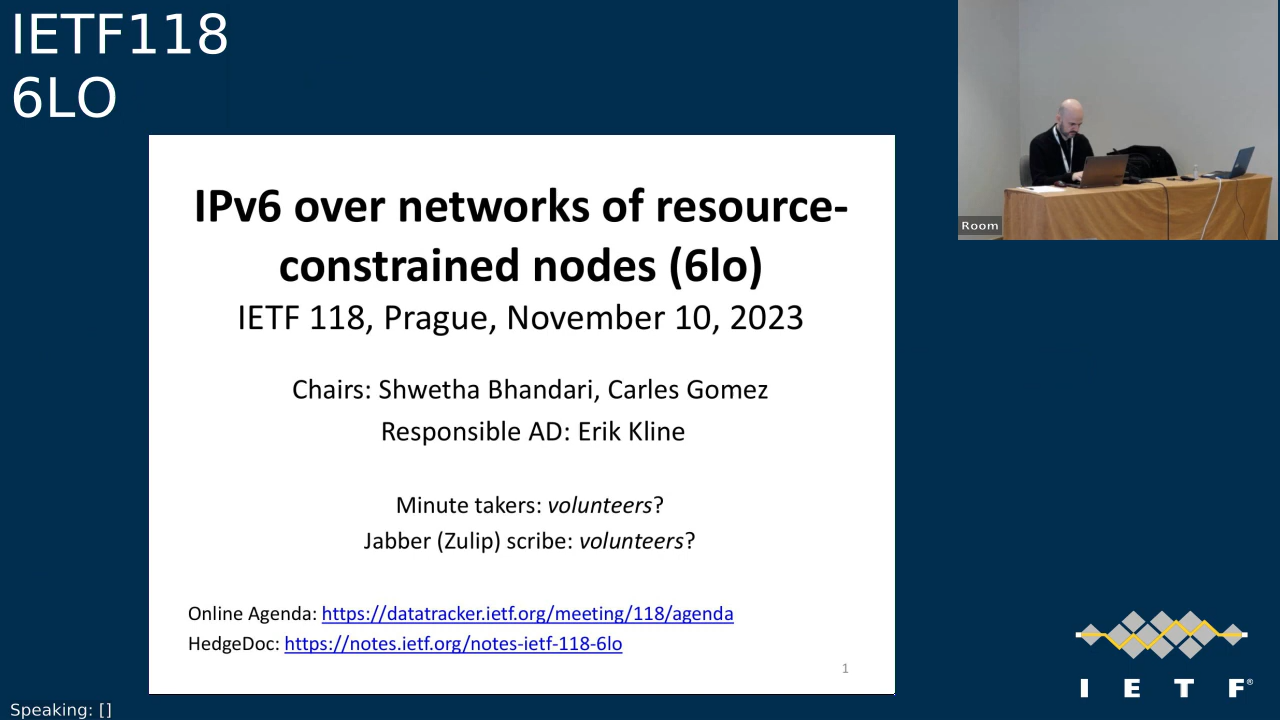 IETF118
6LO
IPv6 over networks of resource-
constrained nodes (6lo)
IETF 118, Prague, November 10, 2023
Chairs: Shwetha Bhandari, Carles Gomez
Responsible AD: Erik Kline
Minute takers: volunteers?
Jabber (Zulip) scribe: volunteers?
Online Agenda: https://datatracker.ietf.org/meeting/118/agenda
HedgeDoc: https://notes.ietf.org/notes-ietf-118-6lo
1
Room
I E T F®
Speaking: []